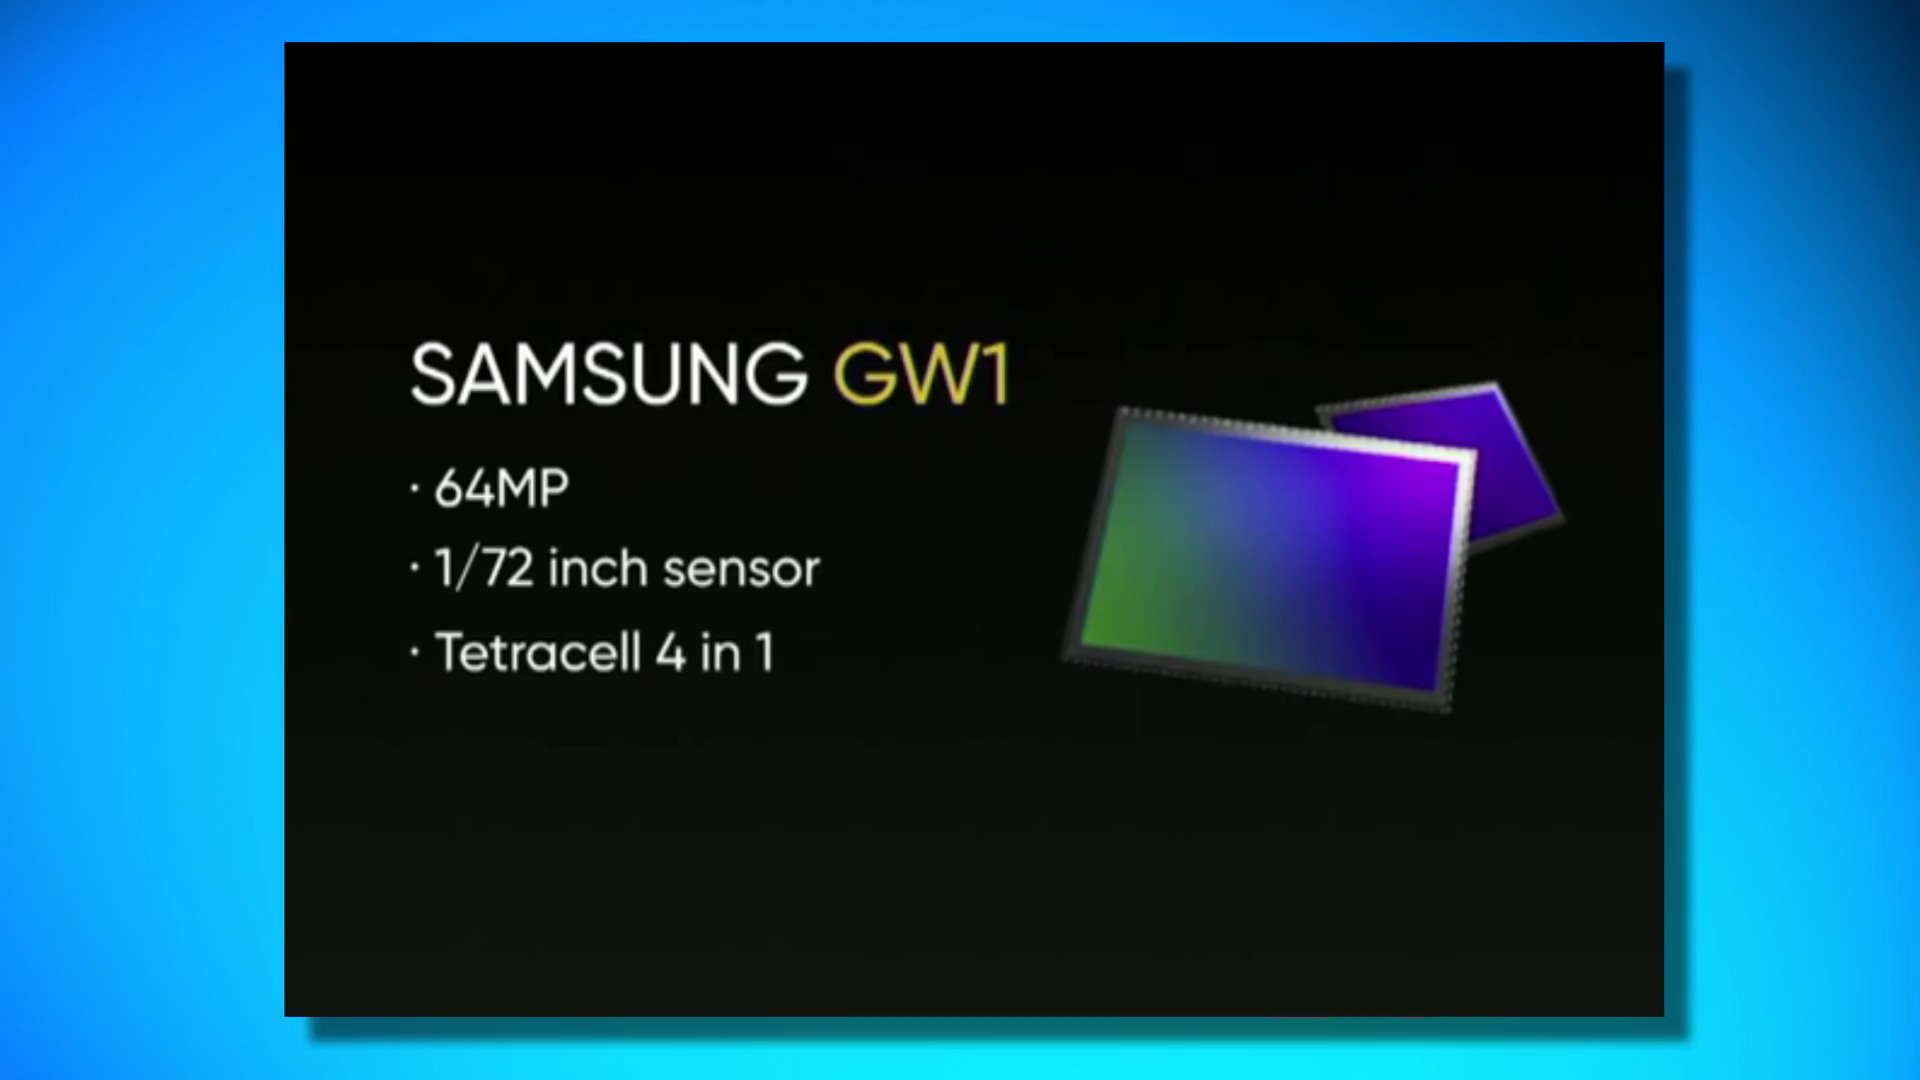 SAMSUNG GW1
· 64MP
· 1/72 inch sensor
· Tetracell 4 in 1